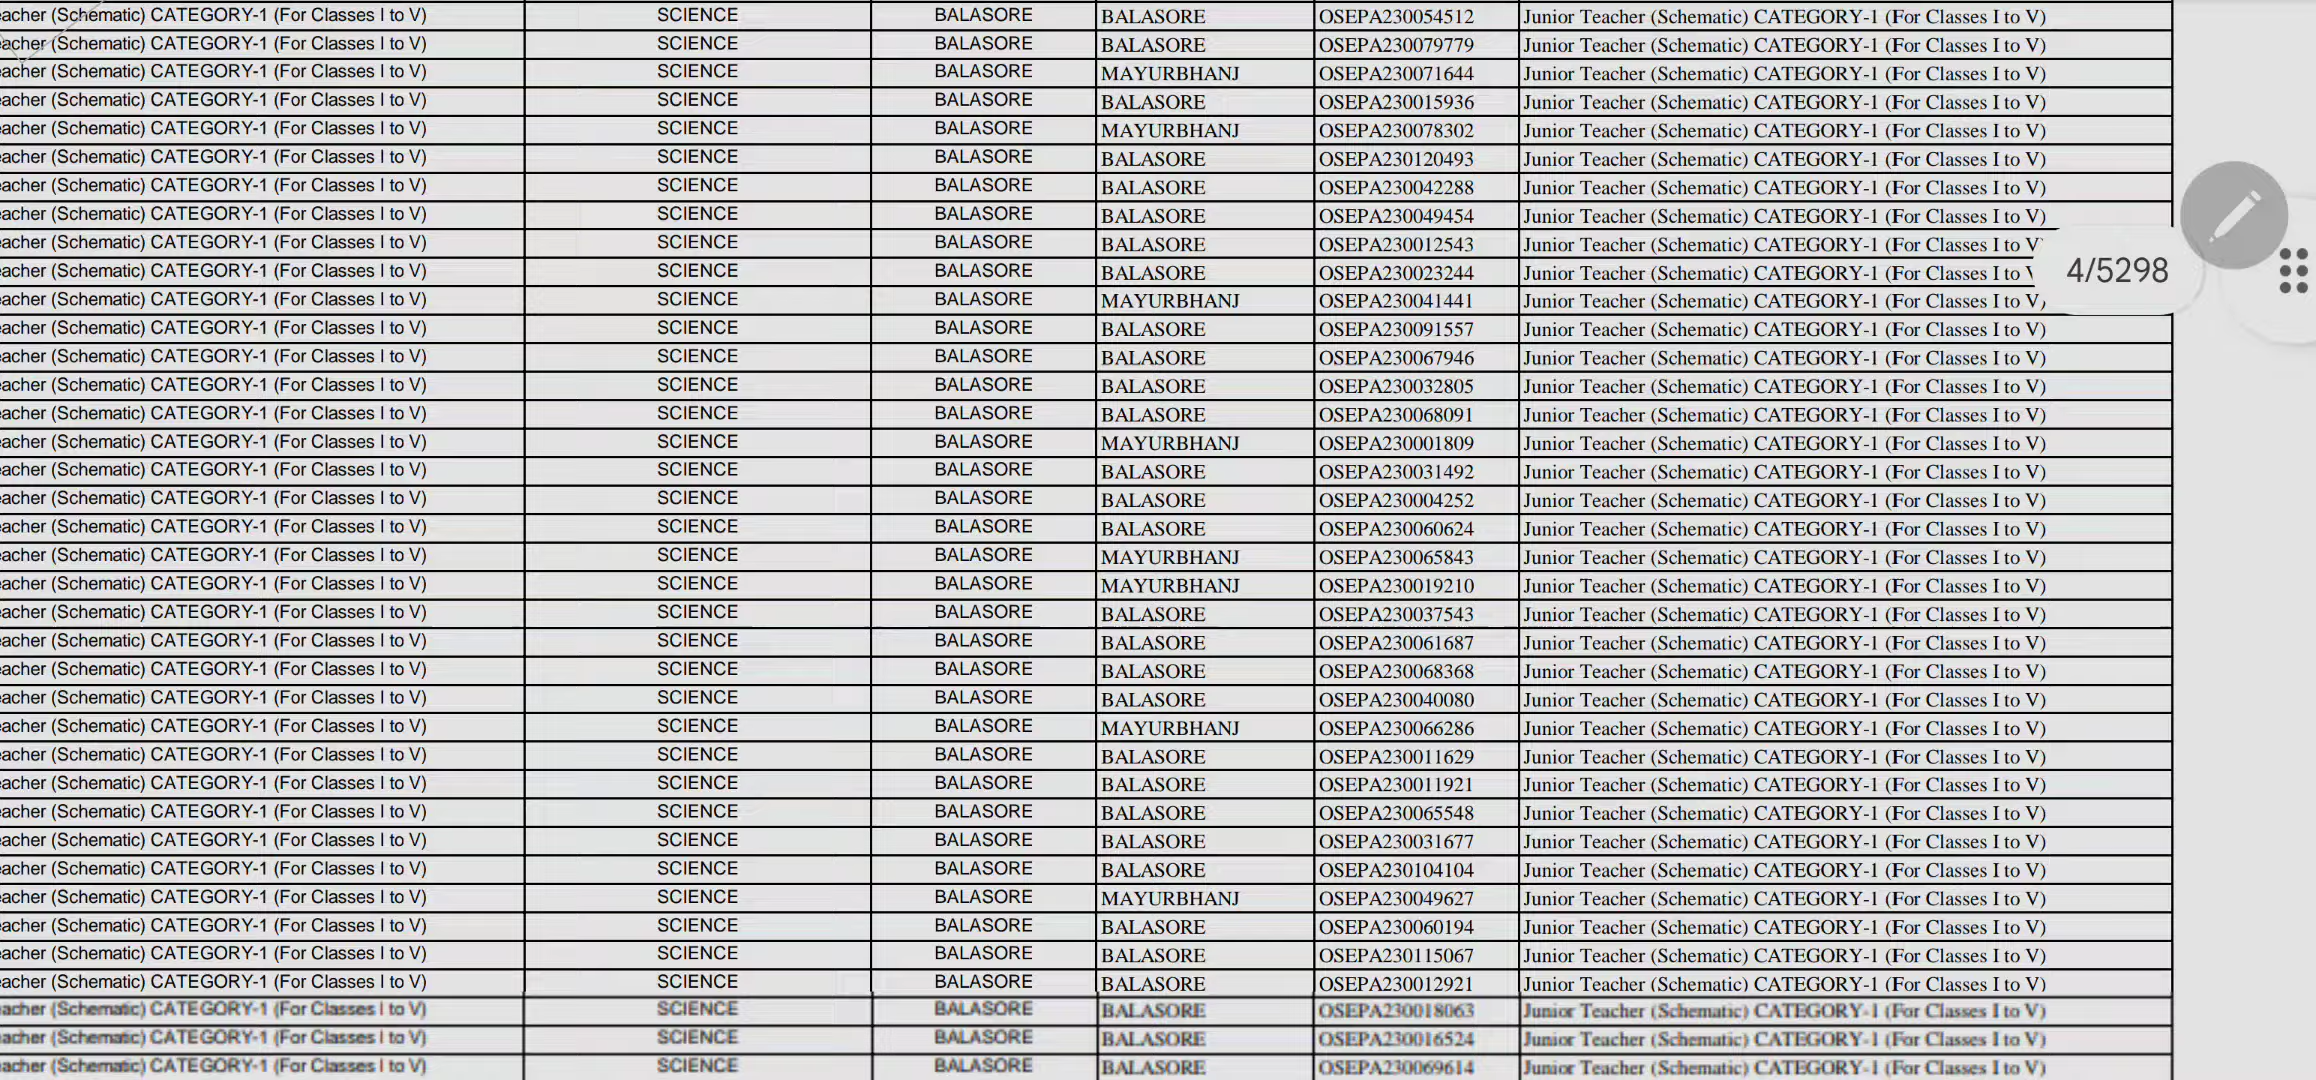 eacher (Schematic) CATEGORY-1 (For Classes I to V) SCIENCE BALASORE BALASORE OSEPA230054512 Junior Teacher (Schematic) CATEGORY-1 (For Classes I to V)
eacher (Schematic) CATEGORY-1 (For Classes I to V) SCIENCE BALASORE BALASORE OSEPA230079779 Junior Teacher (Schematic) CATEGORY-1 (For Classes I to V)
eacher (Schematic) CATEGORY-1 (For Classes I to V) SCIENCE BALASORE MAYURBHANJ OSEPA230071644 Junior Teacher (Schematic) CATEGORY-1 (For Classes I to V)
eacher (Schematic) CATEGORY-1 (For Classes I to V) SCIENCE BALASORE BALASORE OSEPA230015936 Junior Teacher (Schematic) CATEGORY-1 (For Classes I to V)
eacher (Schematic) CATEGORY-1 (For Classes I to V) SCIENCE BALASORE MAYURBHANJ OSEPA230078302 Junior Teacher (Schematic) CATEGORY-1 (For Classes I to V)
eacher (Schematic) CATEGORY-1 (For Classes I to V) SCIENCE BALASORE BALASORE OSEPA230120493 Junior Teacher (Schematic) CATEGORY-1 (For Classes I to V)
eacher (Schematic) CATEGORY-1 (For Classes I to V) SCIENCE BALASORE BALASORE OSEPA230042288 Junior Teacher (Schematic) CATEGORY-1 (For Classes I to V)
eacher (Schematic) CATEGORY-1 (For Classes I to V) SCIENCE BALASORE BALASORE OSEPA230049454 Junior Teacher (Schematic) CATEGORY-1 (For Classes I to V)
eacher (Schematic) CATEGORY-1 (For Classes I to V) SCIENCE BALASORE BALASORE OSEPA230012543 Junior Teacher (Schematic) CATEGORY-1 (For Classes I to V
eacher (Schematic) CATEGORY-1 (For Classes I to V) SCIENCE BALASORE BALASORE OSEPA230023244 Junior Teacher (Schematic) CATEGORY-1 (For Classes I to V 4/5298
eacher (Schematic) CATEGORY-1 (For Classes I to V) SCIENCE BALASORE MAYURBHANJ OSEPA230041441 Junior Teacher (Schematic) CATEGORY-1 (For Classes I to V)
eacher (Schematic) CATEGORY-1 (For Classes I to V) SCIENCE BALASORE BALASORE OSEPA230091557 Junior Teacher (Schematic) CATEGORY-1 (For Classes I to V)
eacher (Schematic) CATEGORY-1 (For Classes I to V) SCIENCE BALASORE BALASORE OSEPA230067946 Junior Teacher (Schematic) CATEGORY-1 (For Classes I to V)
eacher (Schematic) CATEGORY-1 (For Classes I to V) SCIENCE BALASORE BALASORE OSEPA230032805 Junior Teacher (Schematic) CATEGORY-1 (For Classes I to V)
eacher (Schematic) CATEGORY-1 (For Classes I to V) SCIENCE BALASORE BALASORE OSEPA230068091 Junior Teacher (Schematic) CATEGORY-1 (For Classes I to V)
eacher (Schematic) CATEGORY-1 (For Classes I to V) SCIENCE BALASORE MAYURBHANJ OSEPA230001809 Junior Teacher (Schematic) CATEGORY-1 (For Classes I to V)
eacher (Schematic) CATEGORY-1 (For Classes I to V) SCIENCE BALASORE BALASORE OSEPA230031492 Junior Teacher (Schematic) CATEGORY-1 (For Classes I to V)
eacher (Schematic) CATEGORY-1 (For Classes I to V) SCIENCE BALASORE BALASORE OSEPA230004252 Junior Teacher (Schematic) CATEGORY-1 (For Classes I to V)
eacher (Schematic) CATEGORY-1 (For Classes I to V) SCIENCE BALASORE BALASORE OSEPA230060624 Junior Teacher (Schematic) CATEGORY-1 (For Classes I to V)
eacher (Schematic) CATEGORY-1 (For Classes I to V) SCIENCE BALASORE MAYURBHANJ OSEPA230065843 Junior Teacher (Schematic) CATEGORY-1 (For Classes I to V)
eacher (Schematic) CATEGORY-1 (For Classes I to V) SCIENCE BALASORE MAYURBHANJ OSEPA230019210 Junior Teacher (Schematic) CATEGORY-1 (For Classes I to V)
eacher (Schematic) CATEGORY-1 (For Classes I to V) SCIENCE BALASORE BALASORE OSEPA230037543 Junior Teacher (Schematic) CATEGORY-1 (For Classes I to V)
eacher (Schematic) CATEGORY-1 (For Classes I to V) SCIENCE BALASORE BALASORE OSEPA230061687 Junior Teacher (Schematic) CATEGORY-1 (For Classes I to V)
eacher (Schematic) CATEGORY-1 (For Classes I to V) SCIENCE BALASORE BALASORE OSEPA230068368 Junior Teacher (Schematic) CATEGORY-1 (For Classes I to V)
eacher (Schematic) CATEGORY-1 (For Classes I to V) SCIENCE BALASORE BALASORE OSEPA230040080 Junior Teacher (Schematic) CATEGORY-1 (For Classes I to V)
eacher (Schematic) CATEGORY-1 (For Classes I to V) SCIENCE BALASORE MAYURBHANJ OSEPA230066286 Junior Teacher (Schematic) CATEGORY-1 (For Classes I to V)
eacher (Schematic) CATEGORY-1 (For Classes I to V) SCIENCE BALASORE BALASORE OSEPA230011629 Junior Teacher (Schematic) CATEGORY-1 (For Classes I to V)
eacher (Schematic) CATEGORY-1 (For Classes I to V) SCIENCE BALASORE BALASORE OSEPA230011921 Junior Teacher (Schematic) CATEGORY-1 (For Classes I to V)
eacher (Schematic) CATEGORY-1 (For Classes I to V) SCIENCE BALASORE BALASORE OSEPA230065548 Junior Teacher (Schematic) CATEGORY-1 (For Classes I to V)
eacher (Schematic) CATEGORY-1 (For Classes I to V) SCIENCE BALASORE BALASORE OSEPA230031677 Junior Teacher (Schematic) CATEGORY-1 (For Classes I to V)
eacher (Schematic) CATEGORY-1 (For Classes I to V) SCIENCE BALASORE BALASORE OSEPA230104104 Junior Teacher (Schematic) CATEGORY-1 (For Classes I to V)
eacher (Schematic) CATEGORY-1 (For Classes I to V) SCIENCE BALASORE MAYURBHANJ OSEPA230049627 Junior Teacher (Schematic) CATEGORY-1 (For Classes I to V)
eacher (Schematic) CATEGORY-1 (For Classes I to V) SCIENCE BALASORE BALASORE OSEPA230060194 Junior Teacher (Schematic) CATEGORY-1 (For Classes I to V)
eacher (Schematic) CATEGORY-1 (For Classes I to V) SCIENCE BALASORE BALASORE OSEPA230115067 Junior Teacher (Schematic) CATEGORY-1 (For Classes I to V)
eacher (Schematic) CATEGORY-1 (For Classes I to V) SCIENCE BALASORE BALASORE OSEPA230012921 Junior Teacher (Schematic) CATEGORY-1 (For Classes I to V)
acher (Schematic) CATEGORY-1 (For Classes I to V) SCIENCE BALASORE BALASORE OSEPA230018063 Junior Teacher (Schematic) CATEGORY-1 (For Classes I to V)
acher (Schematic) CATEGORY-1 (For Classes I to V) SCIENCE BALASORE BALASORE OSEPA230016524 Junior Teacher (Schematic) CATEGORY-1 (For Classes I to V)
acher (Schematic) CATEGORY-1 (For Classes I to V) SCIENCE BALASORE BALASORE OSEPA230069614 Junior Teacher (Schematic) CATEGORY-1 (For Classes I to V)